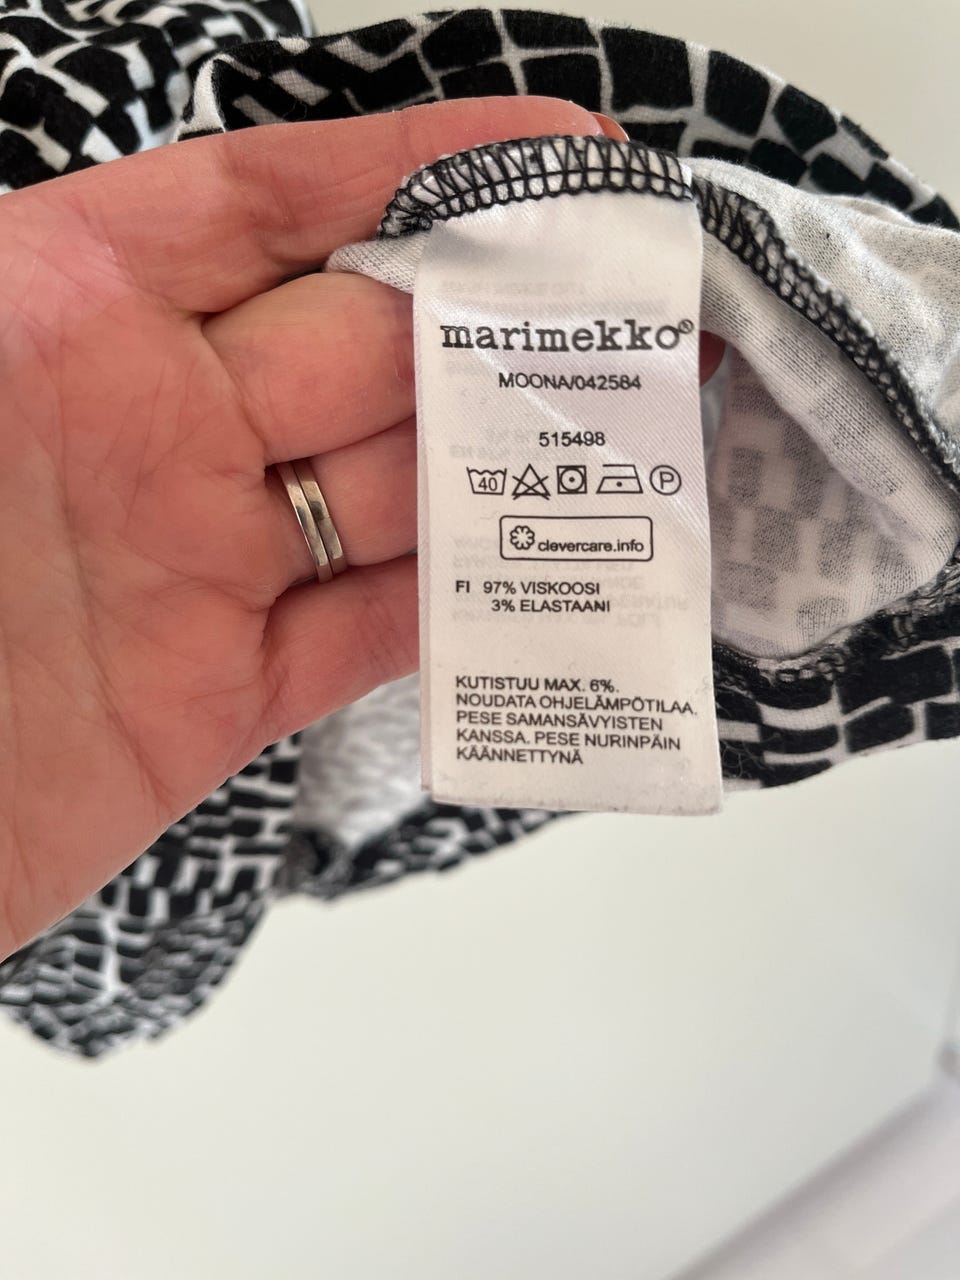 marimekko®
MOONA/042584
515498
40 P
clevercare.info
FI 97% VISKOOSI
3% ELASTAANI
KUTISTUU MAX. 6%.
NOUDATA OHJELÄMPÖTILAA.
PESE SAMANSÄVYISTEN
KANSSA. PESE NURINPÄIN
KÄÄNNETTYNÄ